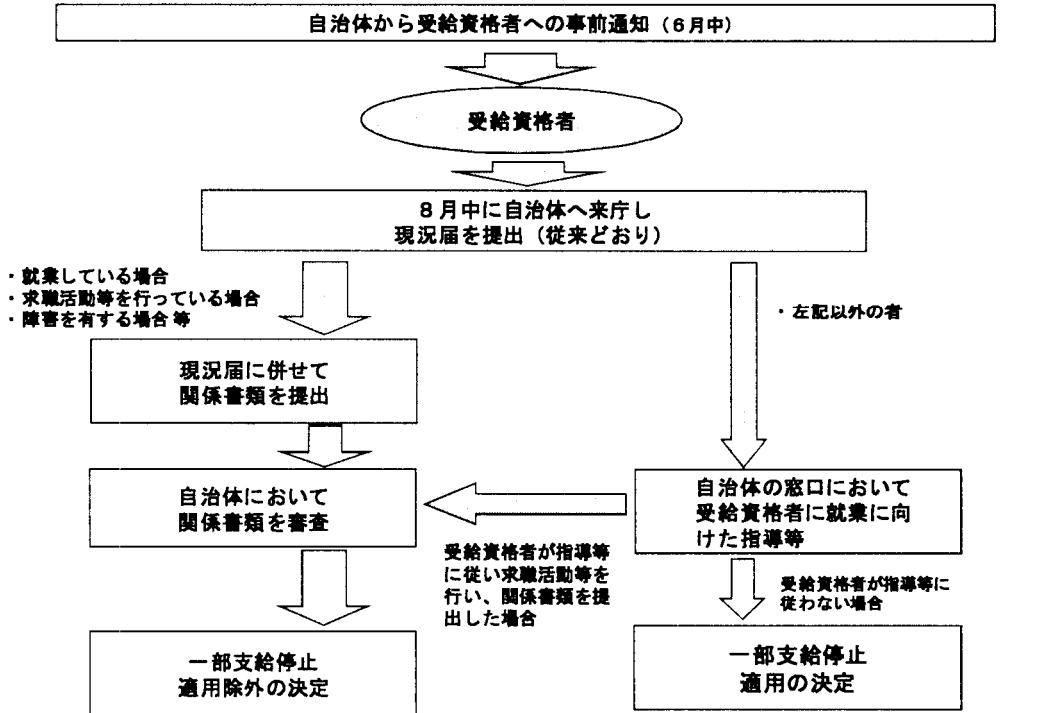 自治体から受給資格者への事前通知（６月中）
受給資格者
８月中に自治体へ来庁し
現況届を提出（従来どおり）
・就業している場合
・求職活動等を行っている場合
・障害を有する場合 等
・左記以外の者
現況届に併せて
関係書類を提出
自治体において
関係書類を審査
自治体の窓口において
受給資格者に就業に向
けた指導等
受給資格者が指導等
に従い求職活動等を
行い、関係書類を提
出した場合
受給資格者が指導等に
従わない場合
一部支給停止
適用除外の決定
一部支給停止
適用の決定